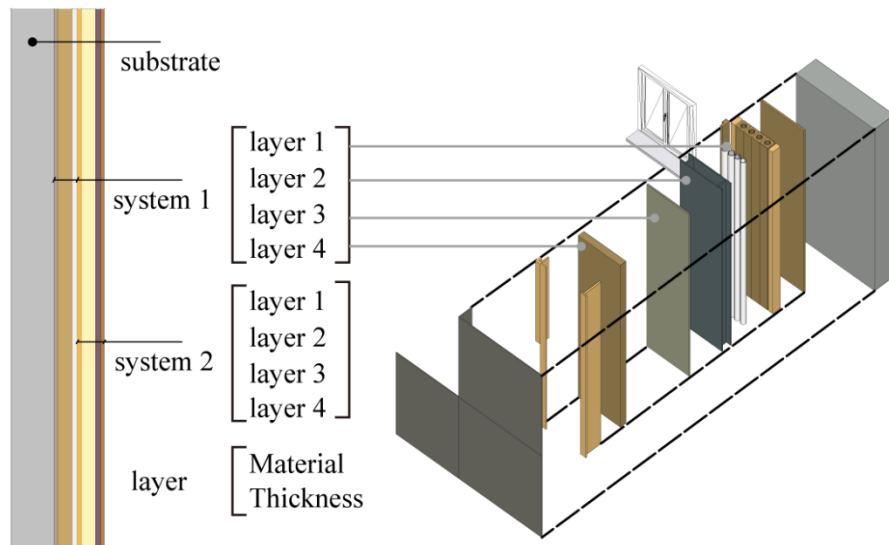 substrate
system 1
layer 1
layer 2
layer 3
layer 4
system 2
layer 1
layer 2
layer 3
layer 4
layer
Material
Thickness